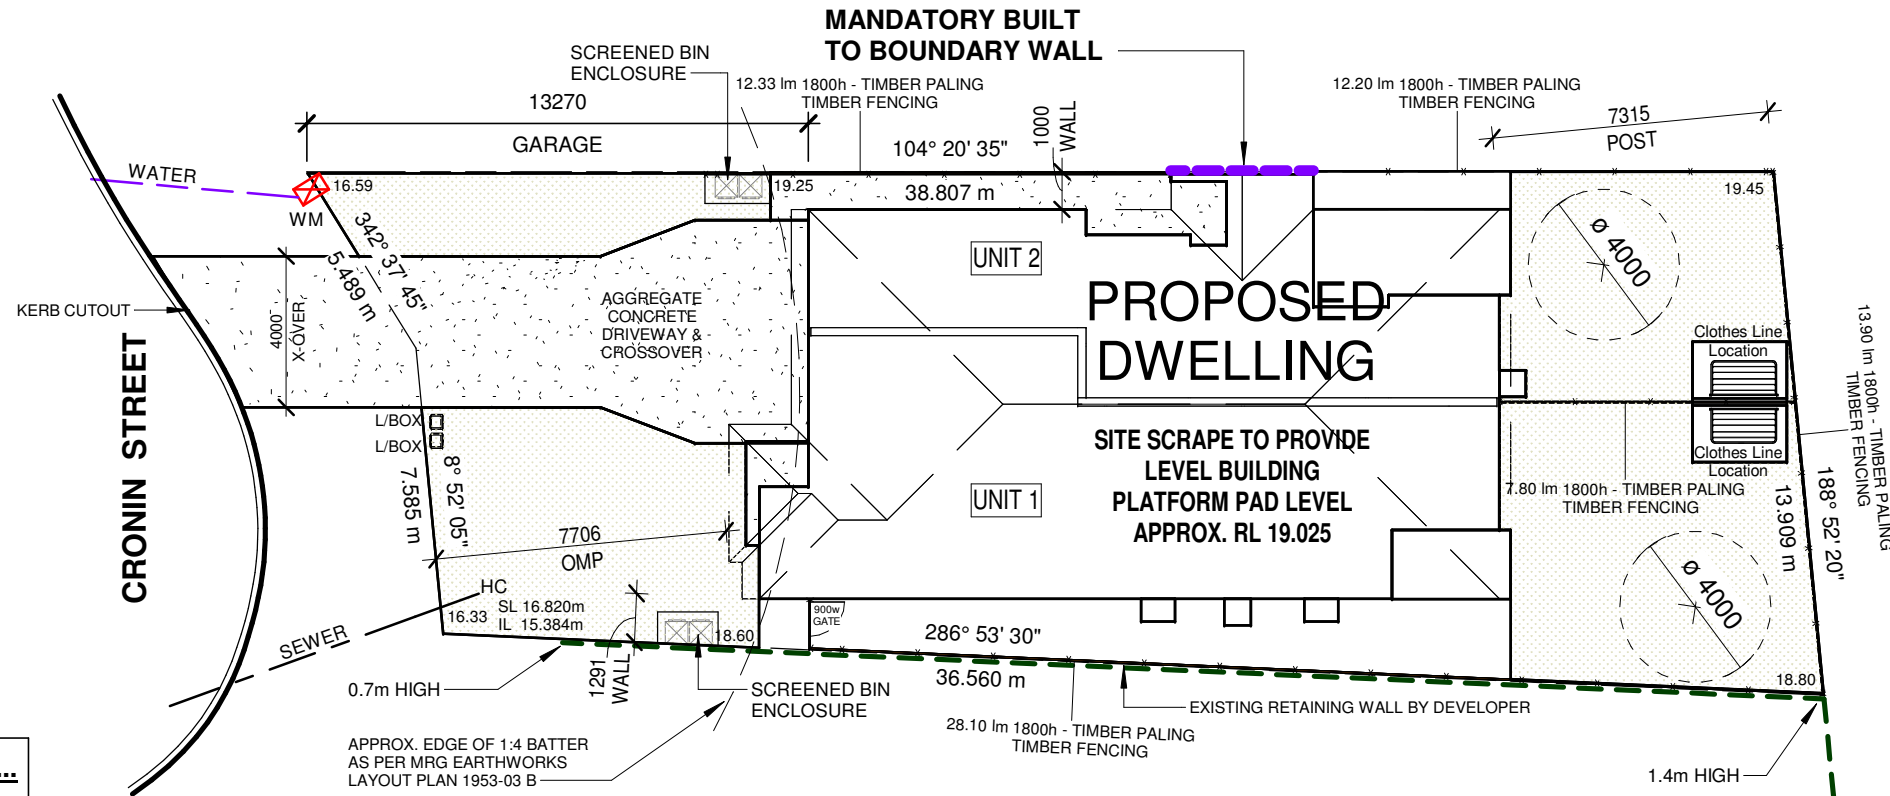 MANDATORY BUILT
TO BOUNDARY WALL
SCREENED BIN
ENCLOSURE
12.33 lm 1800h - TIMBER PALING
TIMBER FENCING
12.20 lm 1800h - TIMBER PALING
TIMBER FENCING
13270
GARAGE
1000
WALL
104° 20' 35"
38.807 m
7315
POST
WATER
WM
16.59
19.25
19.45
342° 37' 45"
5.489 m
KERB CUTOUT
4000
X-OVER
AGGREGATE
CONCRETE
DRIVEWAY &
CROSSOVER
UNIT 2
PROPOSED
DWELLING
ø 4000
Clothes Line
Location
Clothes Line
Location
13.90 lm 1800h - TIMBER PALING
TIMBER FENCING
CRONIN STREET
L/BOX
L/BOX
8° 52' 05"
7.585 m
7706
OMP
UNIT 1
SITE SCRAPE TO PROVIDE
LEVEL BUILDING
PLATFORM PAD LEVEL
APPROX. RL 19.025
7.80 lm 1800h - TIMBER PALING
TIMBER FENCING
188° 52' 20"
13.909 m
ø 4000
HC
SL 16.820m
IL 15.384m
16.33
18.60
900w
GATE
SEWER
1291
WALL
286° 53' 30"
36.560 m
18.80
0.7m HIGH
SCREENED BIN
ENCLOSURE
28.10 lm 1800h - TIMBER PALING
TIMBER FENCING
EXISTING RETAINING WALL BY DEVELOPER
APPROX. EDGE OF 1:4 BATTER
AS PER MRG EARTHWORKS
LAYOUT PLAN 1953-03 B
1.4m HIGH